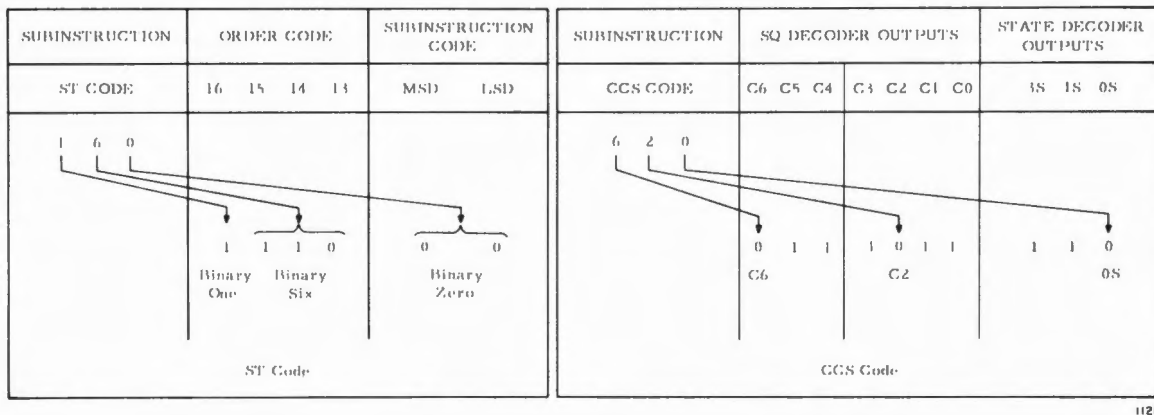 SUBINSTRUCTION ORDER CODE SUBINSTRUCTION CODE
ST CODE 16 15 14 13 MSD LSD
1 6 0
1 1 1 0 0 0
Binary One Binary Six Binary Zero
ST Code
SUBINSTRUCTION SQ DECODER OUTPUTS STATE DECODER OUTPUTS
CCS CODE C6 C5 C4 C3 C2 C1 C0 3S 1S 0S
6 2 0
0 1 1 1 0 1 1 1 1 0
C6 C2 0S
CCS Code
112